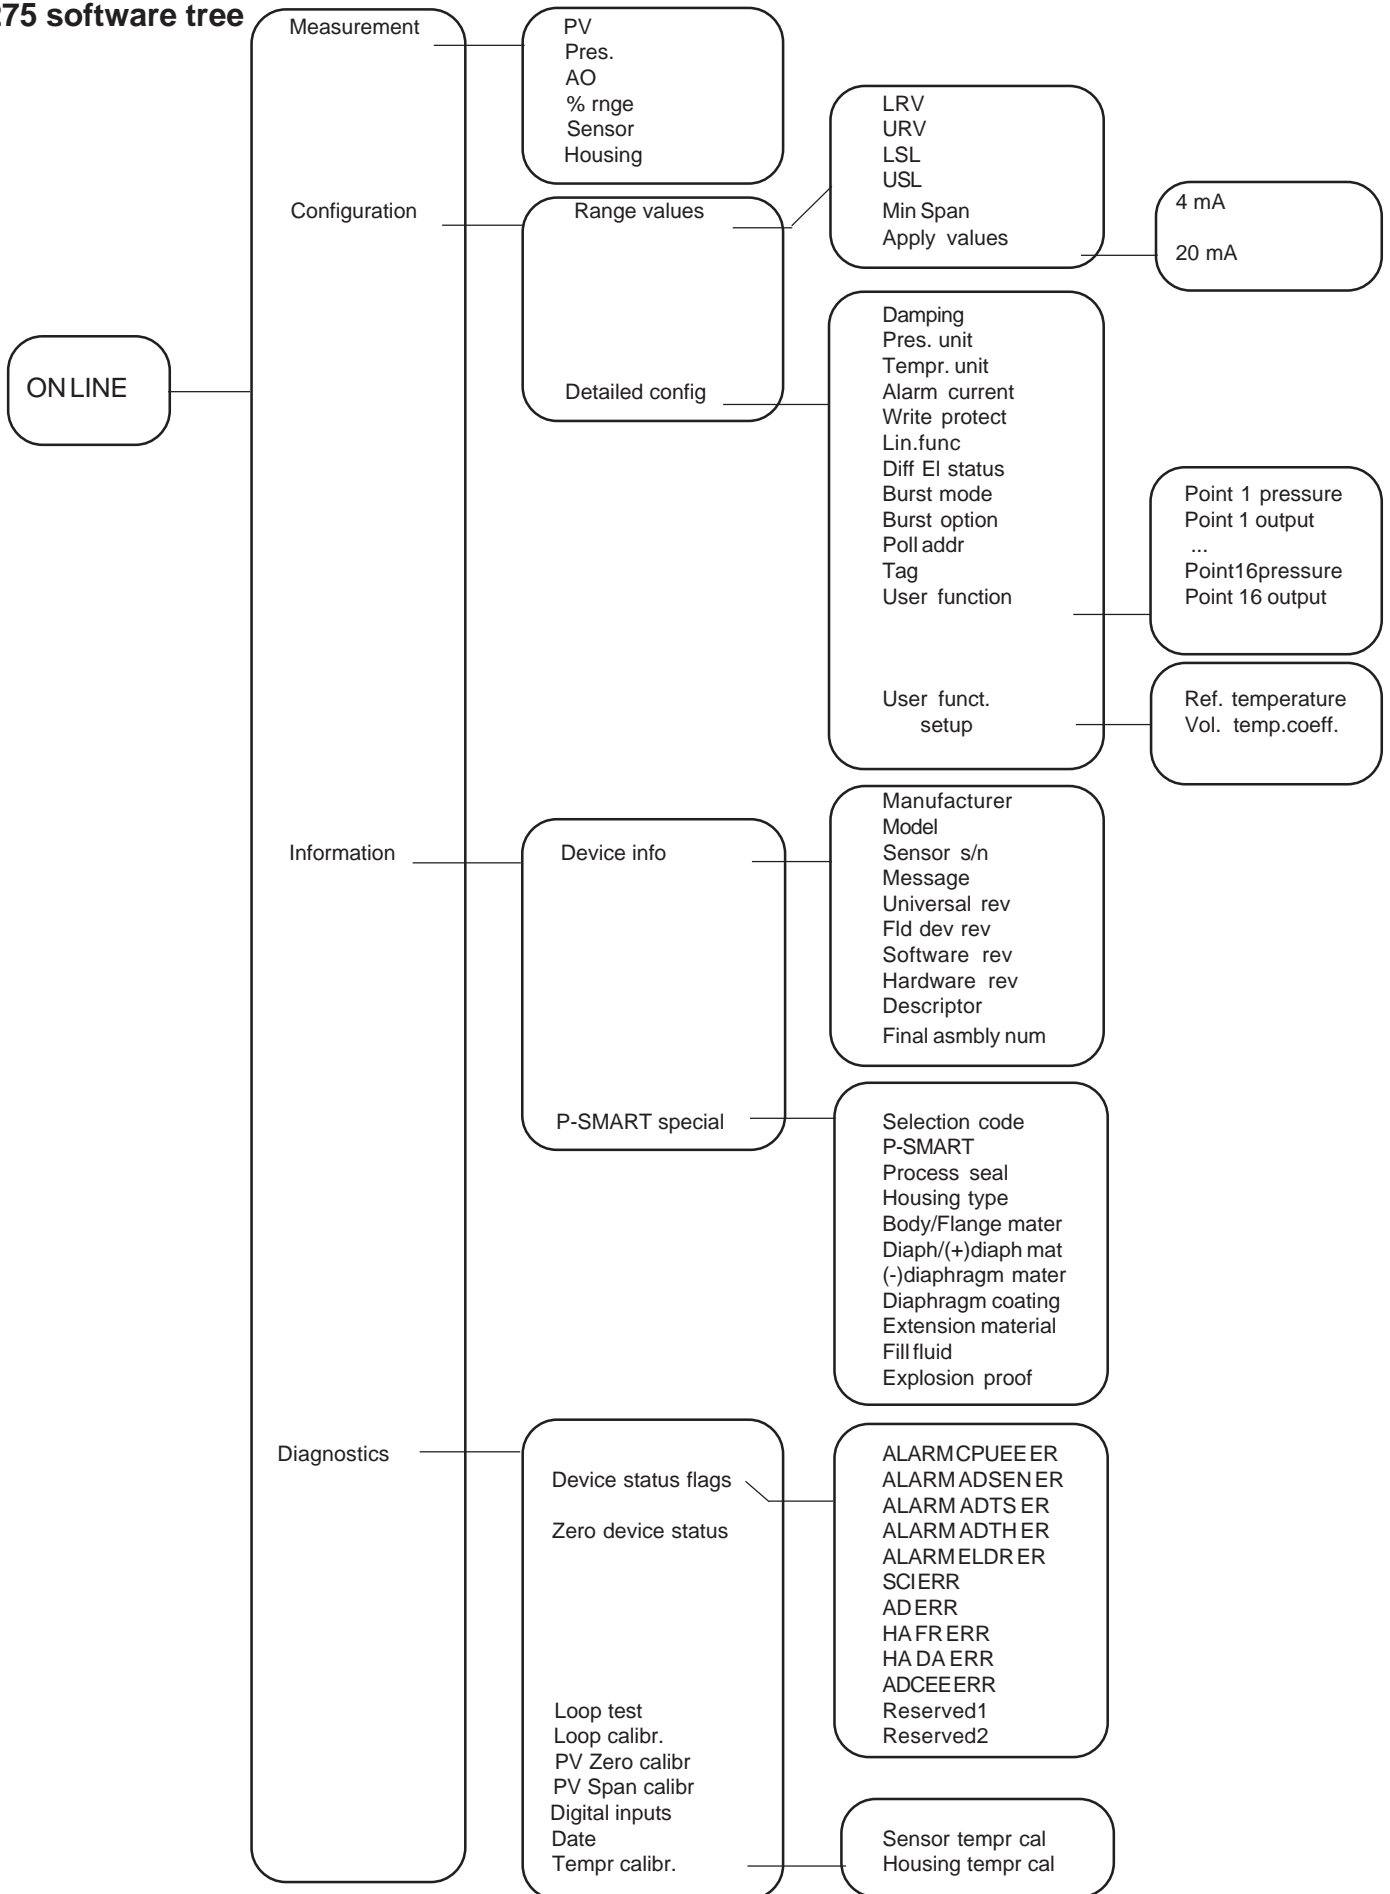 275 software tree
Measurement
PV
Pres.
AO
% rnge
Sensor
Housing
LRV
URV
LSL
USL
Min Span
Apply values
4 mA
20 mA
Configuration
Range values
Detailed config
ONLINE
Damping
Pres. unit
Tempr. unit
Alarm current
Write protect
Lin.func
Diff El status
Burst mode
Burst option
Poll addr
Tag
User function
User funct.
setup
Point 1 pressure
Point 1 output
...
Point16pressure
Point 16 output
Ref. temperature
Vol. temp.coeff.
Information
Device info
P-SMART special
Manufacturer
Model
Sensor s/n
Message
Universal rev
Fld dev rev
Software rev
Hardware rev
Descriptor
Final asmbly num
Selection code
P-SMART
Process seal
Housing type
Body/Flange mater
Diaph/(+)diaph mat
(-)diaphragm mater
Diaphragm coating
Extension material
Fill fluid
Explosion proof
Diagnostics
Device status flags
Zero device status
Loop test
Loop calibr.
PV Zero calibr
PV Span calibr
Digital inputs
Date
Tempr calibr.
ALARM CPUEE ER
ALARM ADSEN ER
ALARM ADTS ER
ALARM ADTH ER
ALARM ELDR ER
SCI ERR
AD ERR
HA FR ERR
HA DA ERR
ADCEE ERR
Reserved1
Reserved2
Sensor tempr cal
Housing tempr cal